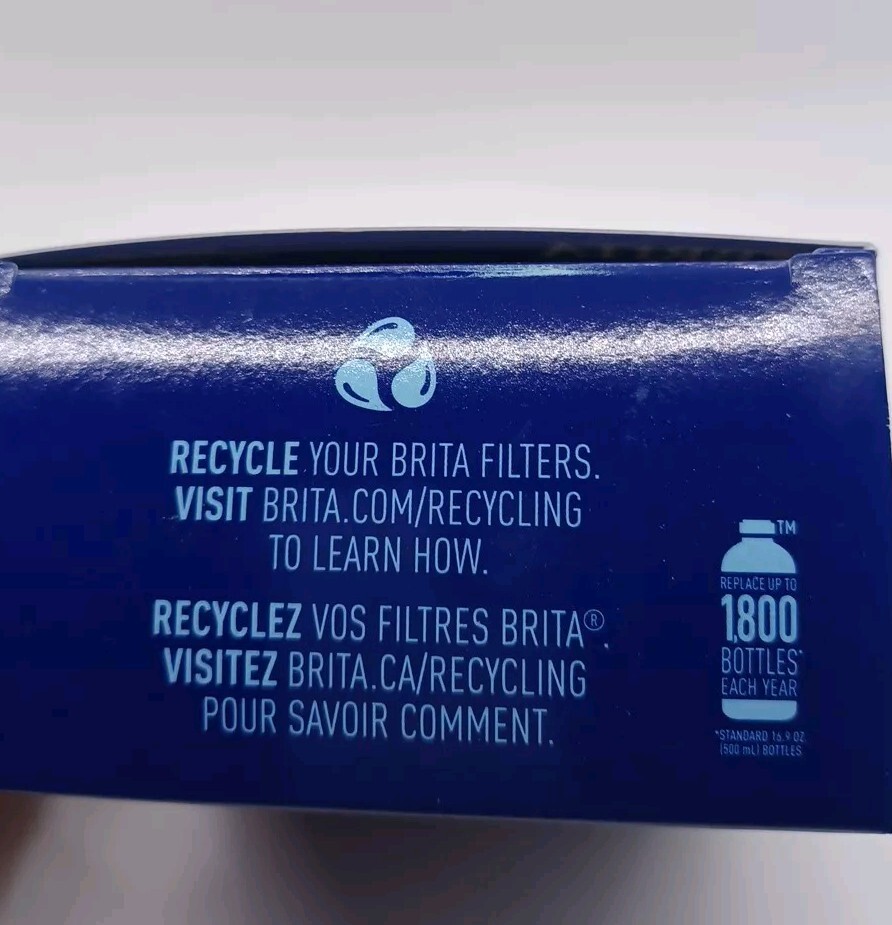 RECYCLE YOUR BRITA FILTERS.
VISIT BRITA.COM/RECYCLING
TO LEARN HOW.
RECYCLEZ VOS FILTRES BRITA®.
VISITEZ BRITA.CA/RECYCLING
POUR SAVOIR COMMENT.
TM
REPLACE UP TO
1,800
BOTTLES*
EACH YEAR
*STANDARD 16.9 OZ
(500 mL) BOTTLES